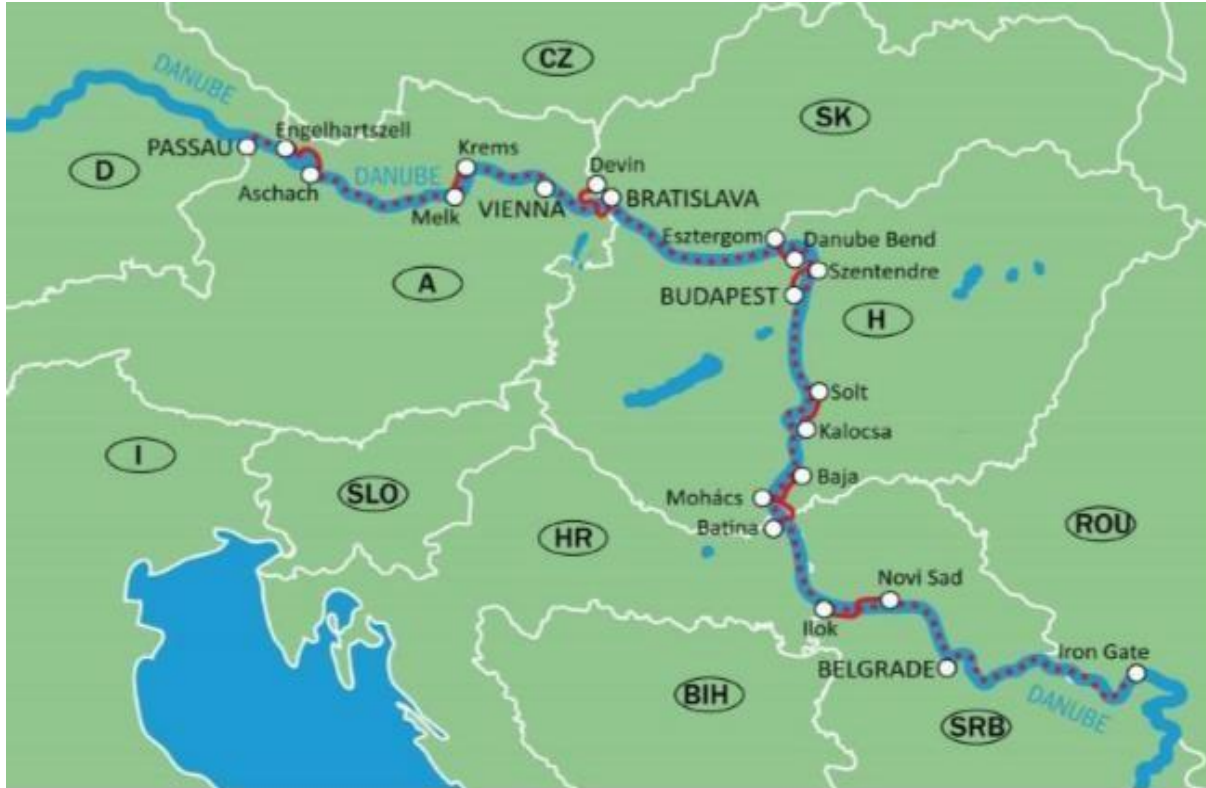 CZ
DANUBE
SK
Engelhartszell
PASSAU
Krems
D
DANUBE
Devin
Aschach
Melk
VIENNA
BRATISLAVA
Esztergom
Danube Bend
Szentendre
A
BUDAPEST
H
Solt
Kalocsa
I
Baja
SLO
Mohács
Batina
HR
ROU
Novi Sad
Ilok
Iron Gate
BELGRADE
BIH
DANUBE
SRB